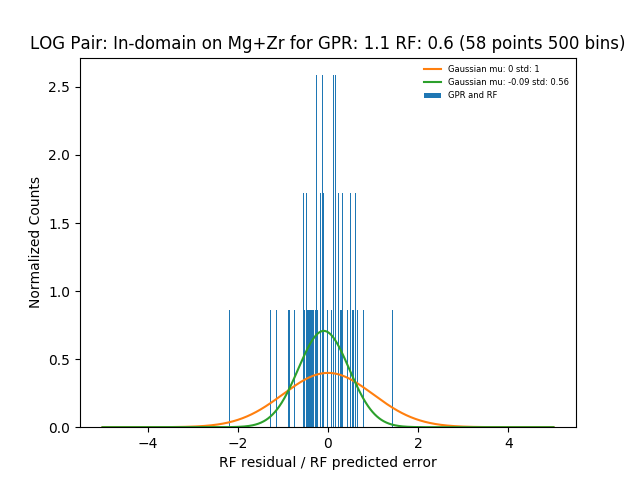 LOG Pair: In-domain on Mg+Zr for GPR: 1.1 RF: 0.6 (58 points 500 bins)
Gaussian mu: 0 std: 1
Gaussian mu: -0.09 std: 0.56
GPR and RF
Normalized Counts
2.5
2.0
1.5
1.0
0.5
0.0
−4
−2
0
2
4
RF residual / RF predicted error